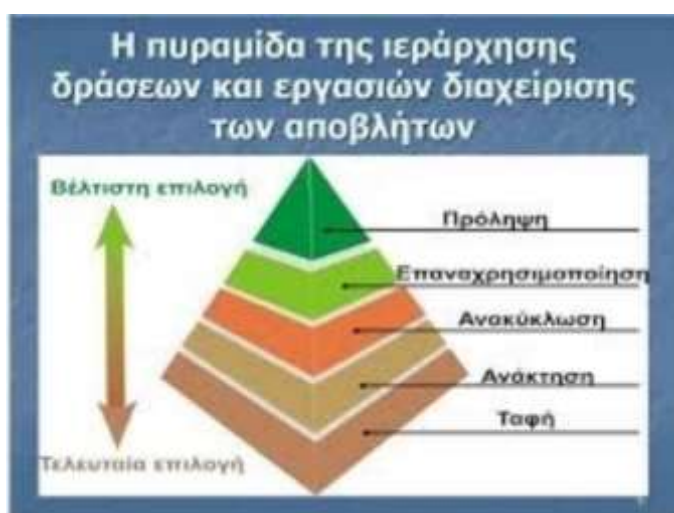 Η πυραμίδα της ιεράρχησης
δράσεων και εργασιών διαχείρισης
των αποβλήτων
Βέλτιστη επιλογή
Πρόληψη
Επαναχρησιμοποίηση
Ανακύκλωση
Ανάκτηση
Ταφή
Τελευταία επιλογή